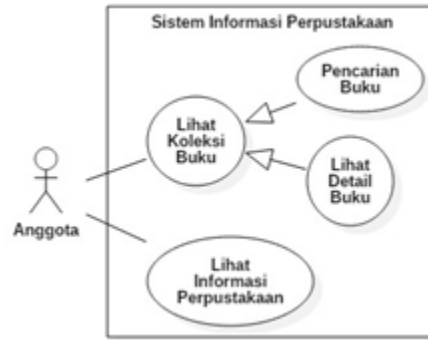 Sistem Informasi Perpustakaan
Pencarian
Buku
Lihat
Koleksi
Buku
Lihat
Detail
Buku
Anggota
Lihat
Informasi
Perpustakaan